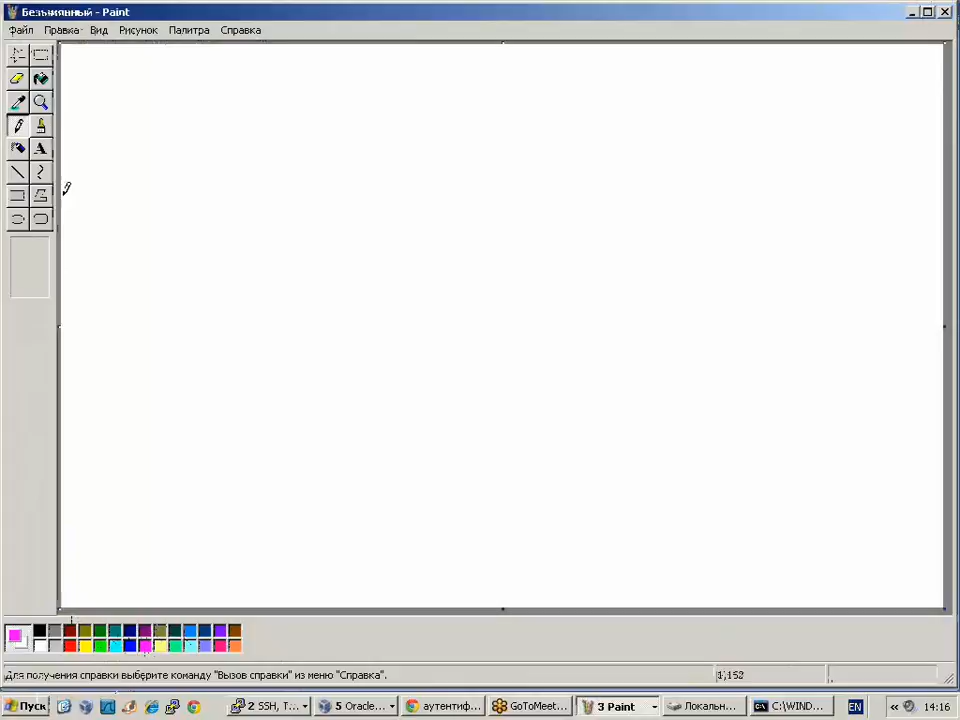 Безымянный - Paint
Файл Правка Вид Рисунок Палитра Справка
A
Для получения справки выберите команду "Вызов справки" из меню "Справка".
1,152
Пуск
2 SSH, T...
5 Oracle...
аутентиф...
GoToMeet...
3 Paint
Локальн...
C:\WIND...
EN
«
14:16